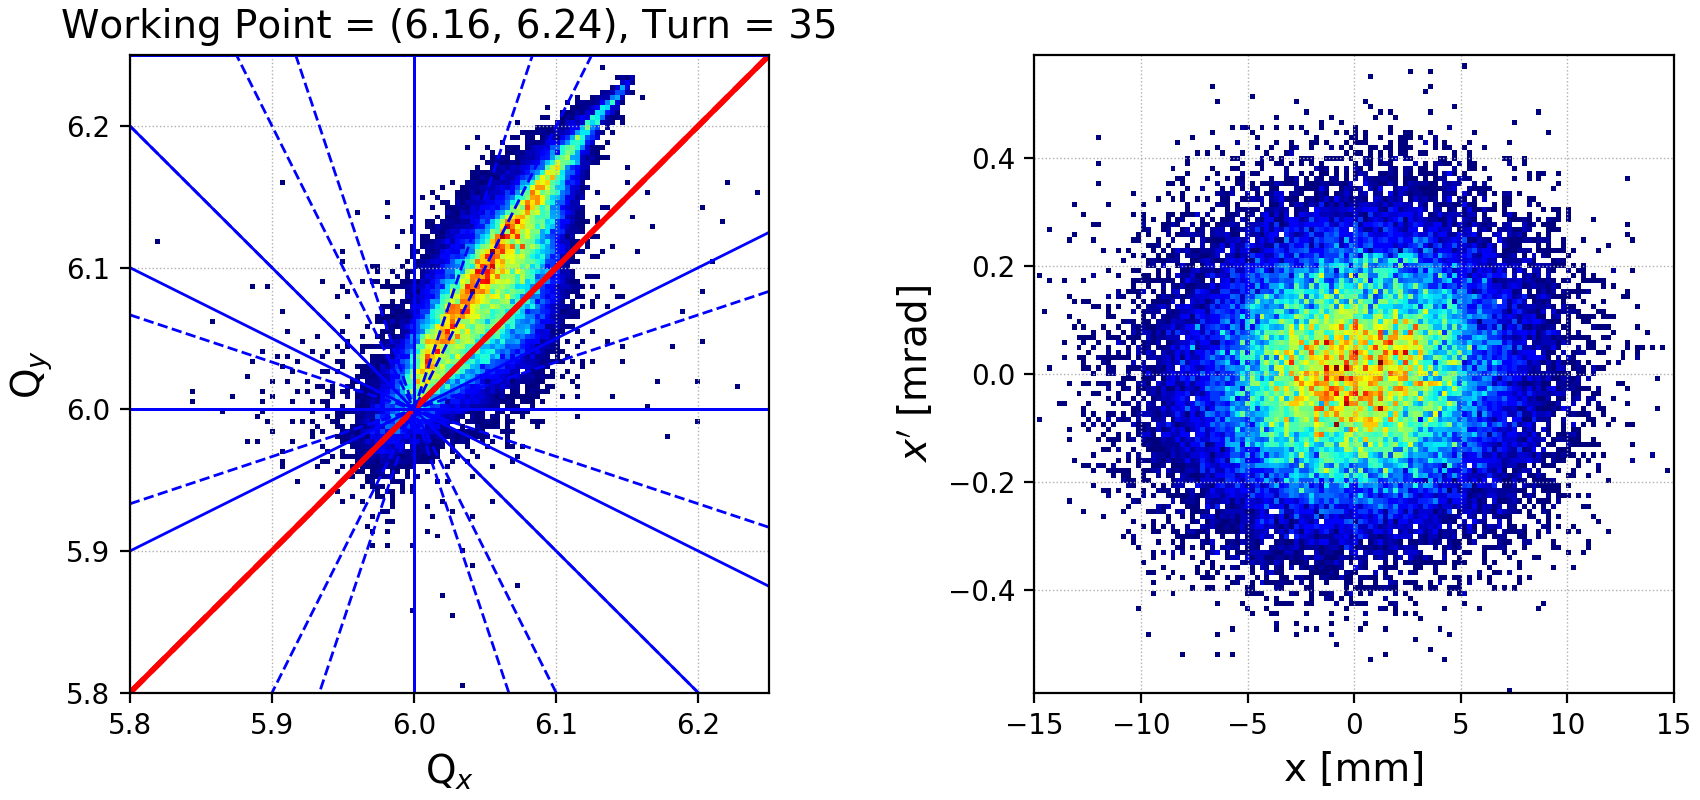 Working Point = (6.16, 6.24), Turn = 35
6.2
6.1
6.0
5.9
5.8
Qy
5.8 5.9 6.0 6.1 6.2
Qx
0.4
0.2
0.0
−0.2
−0.4
x′ [mrad]
−15 −10 −5 0 5 10 15
x [mm]